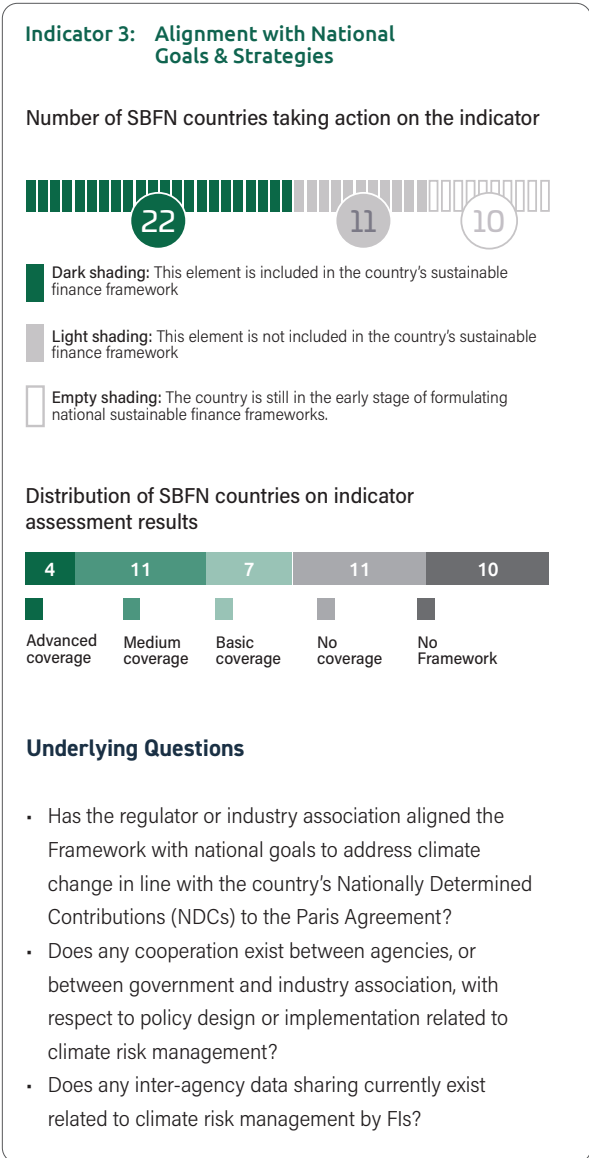 Indicator 3: Alignment with National
Goals & Strategies
Number of SBFN countries taking action on the indicator
22 11 10
Dark shading: This element is included in the country's sustainable
finance framework
Light shading: This element is not included in the country's sustainable
finance framework
Empty shading: The country is still in the early stage of formulating
national sustainable finance frameworks.
Distribution of SBFN countries on indicator
assessment results
4 11 7 11 10
Advanced coverage
Medium coverage
Basic coverage
No coverage
No Framework
Underlying Questions
• Has the regulator or industry association aligned the
Framework with national goals to address climate
change in line with the country's Nationally Determined
Contributions (NDCs) to the Paris Agreement?
• Does any cooperation exist between agencies, or
between government and industry association, with
respect to policy design or implementation related to
climate risk management?
• Does any inter-agency data sharing currently exist
related to climate risk management by FIs?